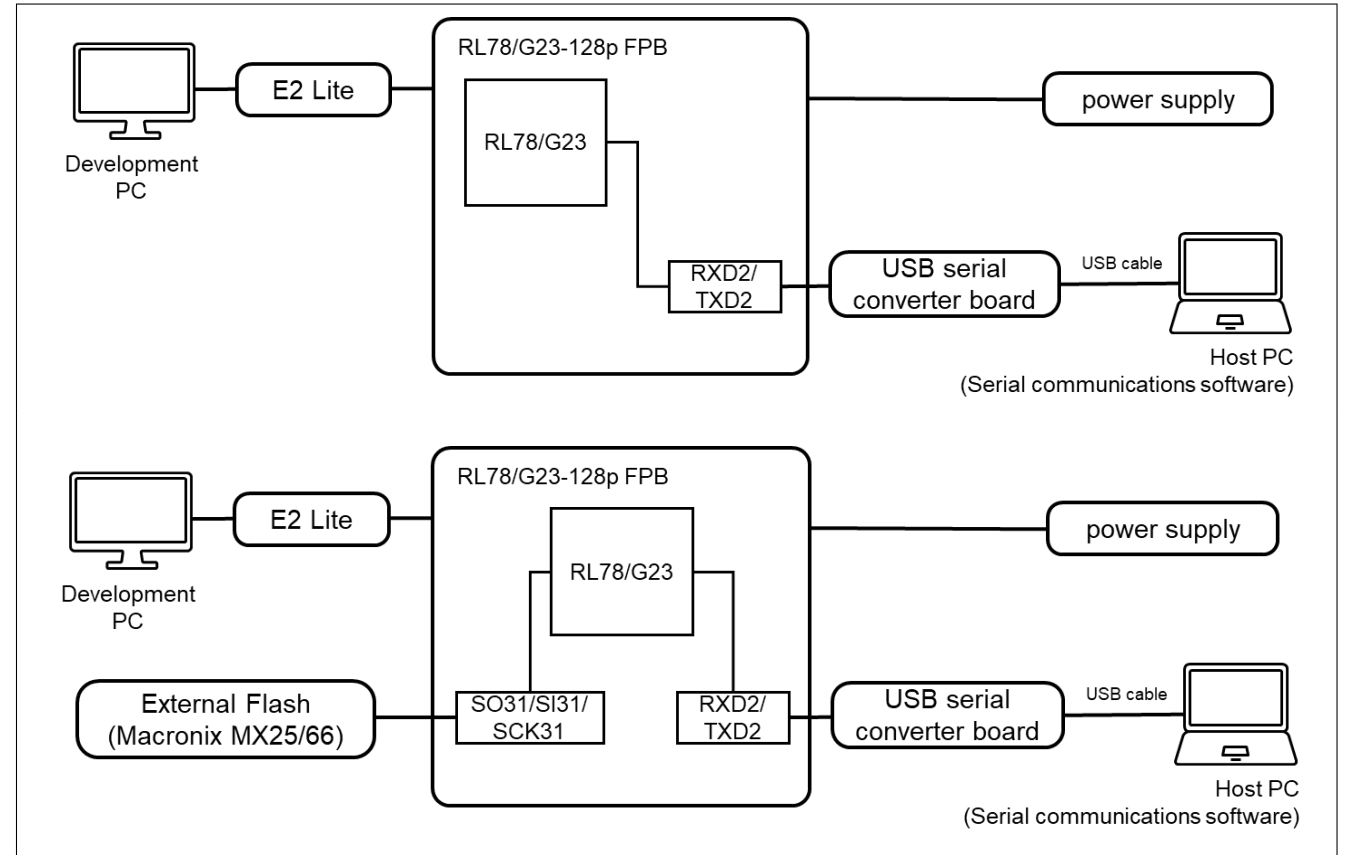 RL78/G23-128p FPB
E2 Lite
power supply
RL78/G23
Development
PC
RXD2/
TXD2
USB serial
converter board
USB cable
Host PC
(Serial communications software)
RL78/G23-128p FPB
E2 Lite
power supply
RL78/G23
Development
PC
External Flash
(Macronix MX25/66)
SO31/SI31/
SCK31
RXD2/
TXD2
USB serial
converter board
USB cable
Host PC
(Serial communications software)